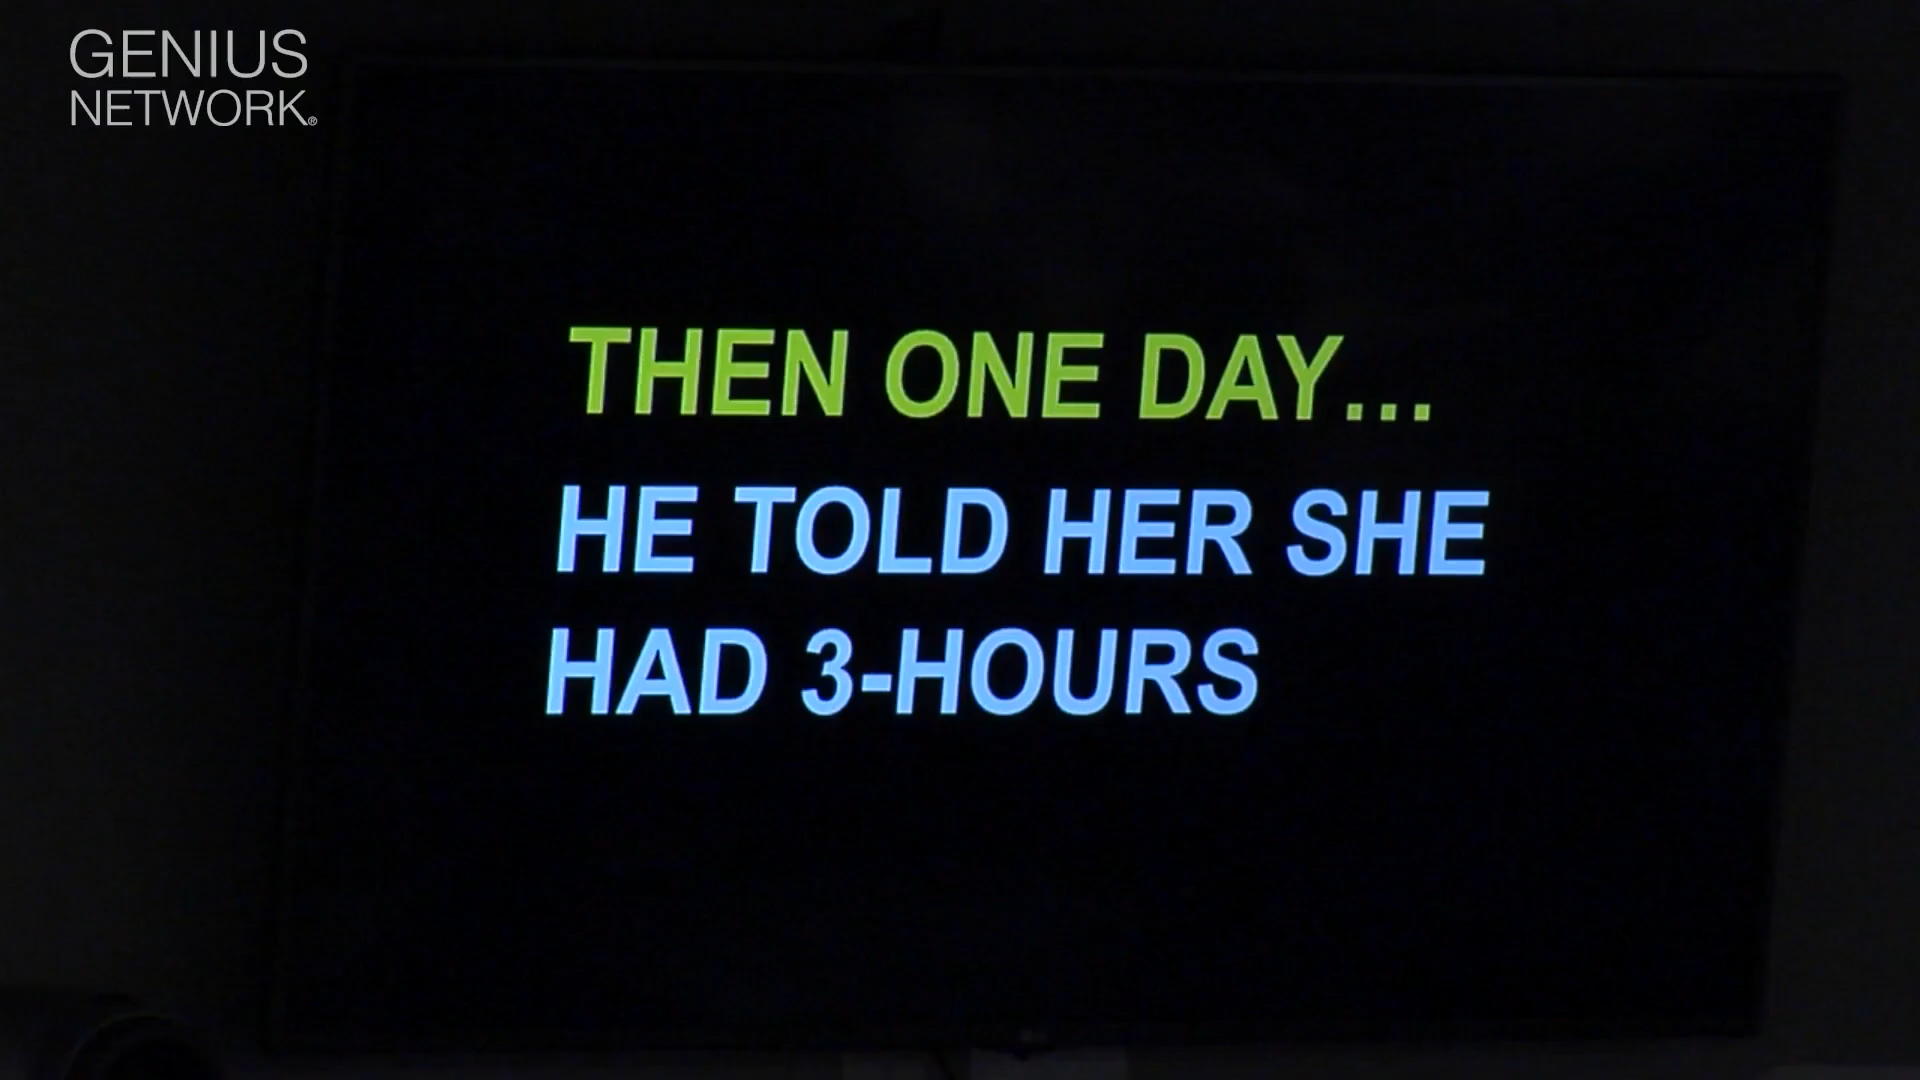 GENIUS
NETWORK®
THEN ONE DAY...
HE TOLD HER SHE
HAD 3-HOURS